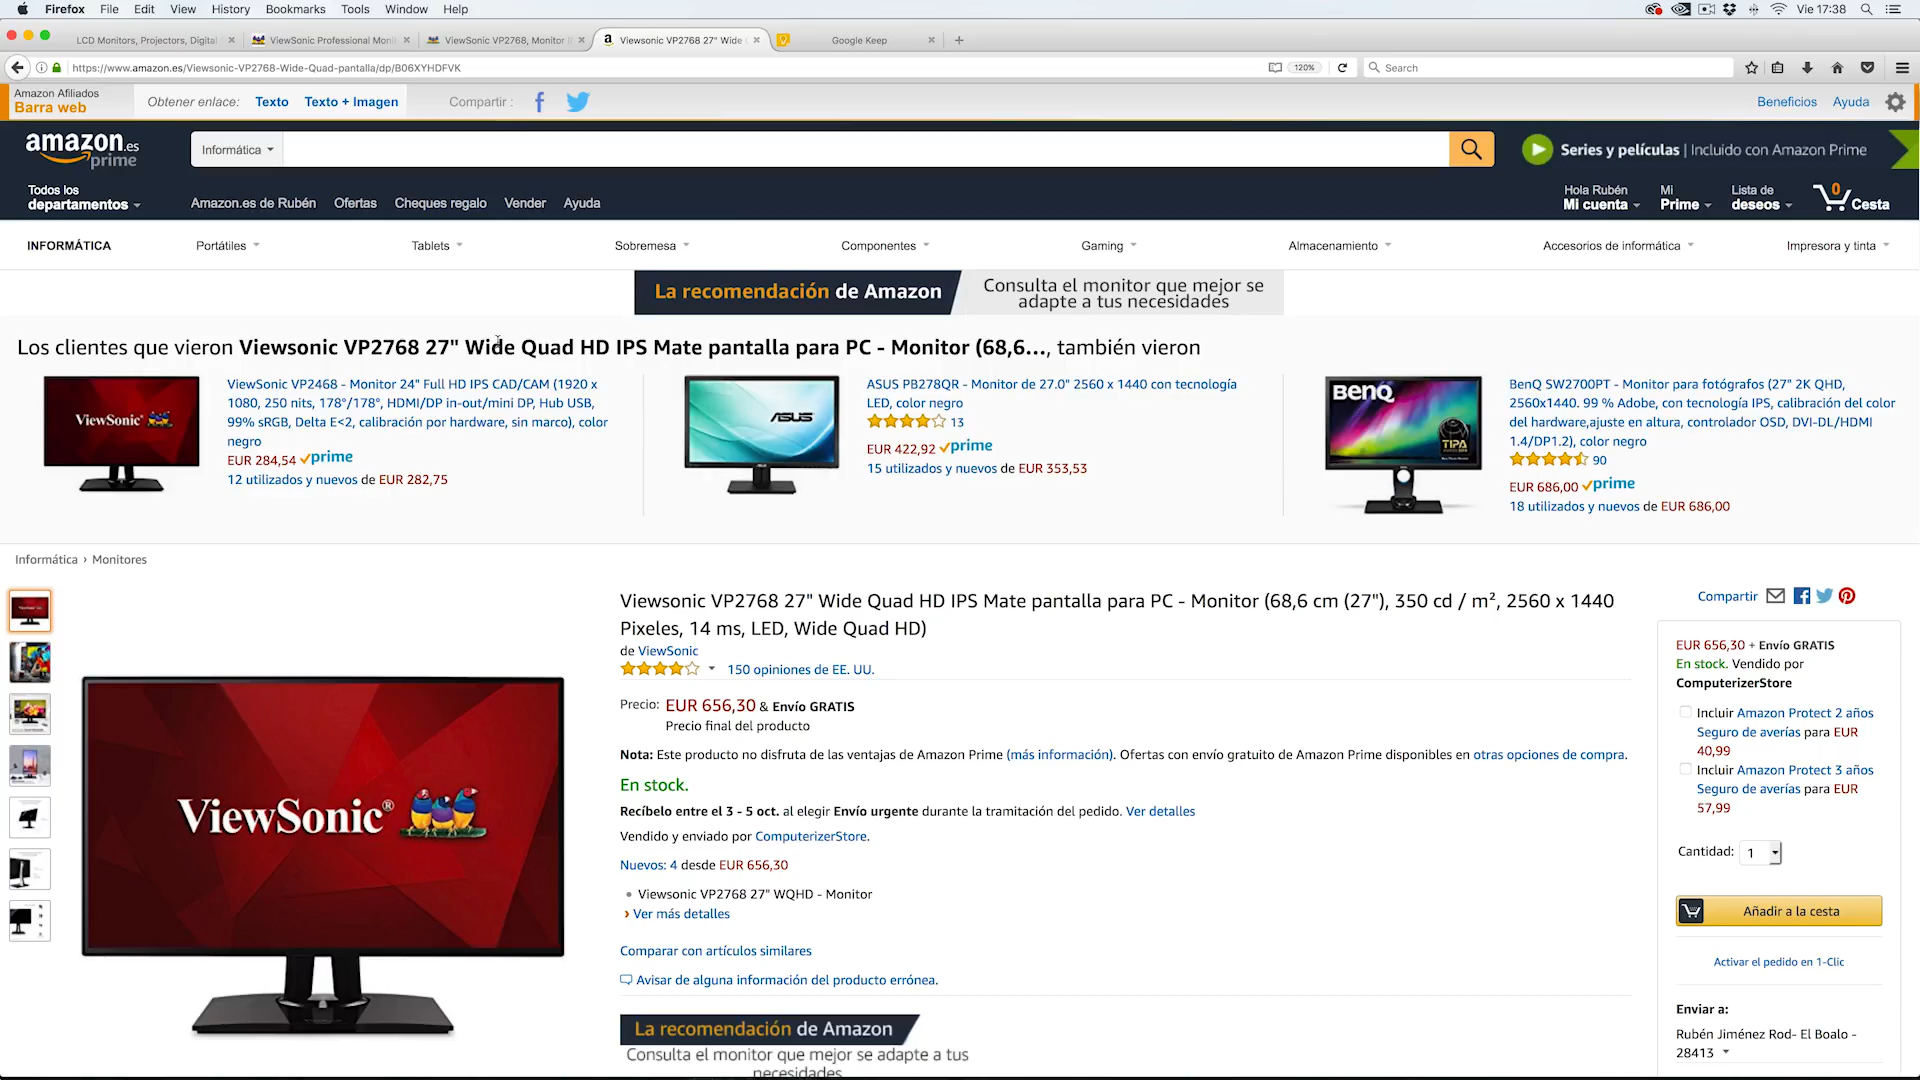 Firefox File Edit View History Bookmarks Tools Window Help Vie 17:38
LCD Monitors, Projectors, Digital ViewSonic Professional Moni ViewSonic VP2768, Monitor I Viewsonic VP2768 27" Wide Google Keep
https://www.amazon.es/Viewsonic-VP2768-Wide-Quad-pantalla/dp/B06XYHDFVK 120% Search
Amazon Afiliados
Barra web
Obtener enlace: Texto Texto + Imagen Compartir : Beneficios Ayuda
amazon.es
prime
Informática
Series y películas | Incluido con Amazon Prime
Todos los
departamentos
Amazon.es de Rubén Ofertas Cheques regalo Vender Ayuda
Hola Rubén
Mi cuenta
Mi
Prime
Lista de
deseos
0
Cesta
INFORMÁTICA Portátiles Tablets Sobremesa Componentes Gaming Almacenamiento Accesorios de informática Impresora y tinta
La recomendación de Amazon
Consulta el monitor que mejor se
adapte a tus necesidades
Los clientes que vieron Viewsonic VP2768 27" Wide Quad HD IPS Mate pantalla para PC - Monitor (68,6..., también vieron
ViewSonic
ViewSonic VP2468 - Monitor 24" Full HD IPS CAD/CAM (1920 x
1080, 250 nits, 178°/178°, HDMI/DP in-out/mini DP, Hub USB,
99% sRGB, Delta E<2, calibración por hardware, sin marco), color
negro
EUR 284,54 prime
12 utilizados y nuevos de EUR 282,75
ASUS
ASUS PB278QR - Monitor de 27.0" 2560 x 1440 con tecnología
LED, color negro
13
EUR 422,92 prime
15 utilizados y nuevos de EUR 353,53
BenQ
TIPA
BenQ SW2700PT - Monitor para fotógrafos (27" 2K QHD,
2560x1440. 99 % Adobe, con tecnología IPS, calibración del color
del hardware,ajuste en altura, controlador OSD, DVI-DL/HDMI
1.4/DP1.2), color negro
90
EUR 686,00 prime
18 utilizados y nuevos de EUR 686,00
Informática › Monitores
ViewSonic®
Viewsonic VP2768 27" Wide Quad HD IPS Mate pantalla para PC - Monitor (68,6 cm (27"), 350 cd / m², 2560 x 1440
Pixeles, 14 ms, LED, Wide Quad HD)
de ViewSonic
150 opiniones de EE. UU.
Precio: EUR 656,30 & Envío GRATIS
Precio final del producto
Nota: Este producto no disfruta de las ventajas de Amazon Prime (más información). Ofertas con envío gratuito de Amazon Prime disponibles en otras opciones de compra.
En stock.
Recíbelo entre el 3 - 5 oct. al elegir Envío urgente durante la tramitación del pedido. Ver detalles
Vendido y enviado por ComputerizerStore.
Nuevos: 4 desde EUR 656,30
Viewsonic VP2768 27" WQHD - Monitor
› Ver más detalles
Comparar con artículos similares
Avisar de alguna información del producto errónea.
La recomendación de Amazon
Consulta el monitor que mejor se adapte a tus
necesidades
Compartir
EUR 656,30 + Envío GRATIS
En stock. Vendido por
ComputerizerStore
Incluir Amazon Protect 2 años
Seguro de averías para EUR
40,99
Incluir Amazon Protect 3 años
Seguro de averías para EUR
57,99
Cantidad: 1
Añadir a la cesta
Activar el pedido en 1-Clic
Enviar a:
Rubén Jiménez Rod- El Boalo -
28413